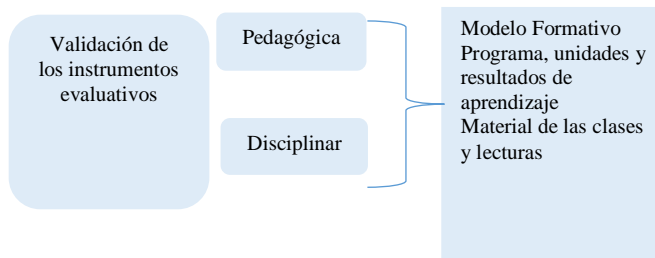 Validación de
los instrumentos
evaluativos
Pedagógica
Disciplinar
Modelo Formativo
Programa, unidades y
resultados de
aprendizaje
Material de las clases
y lecturas